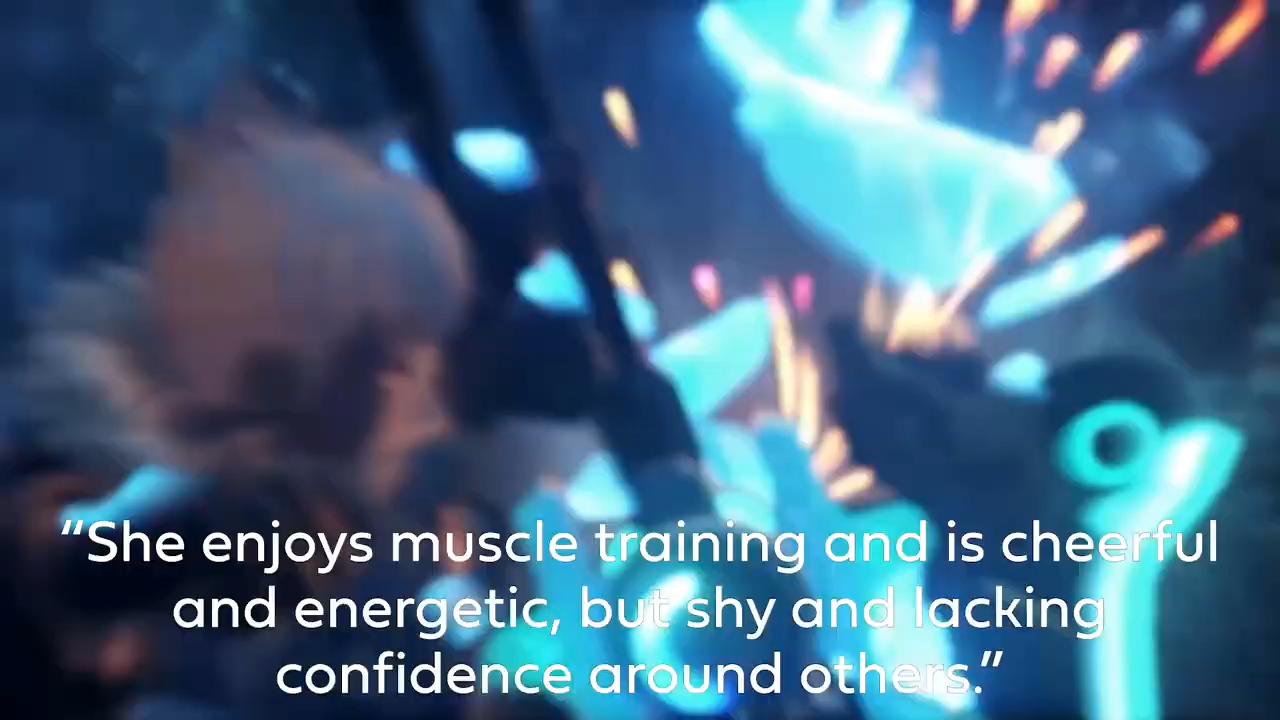 “She enjoys muscle training and is cheerful
and energetic, but shy and lacking
confidence around others.”